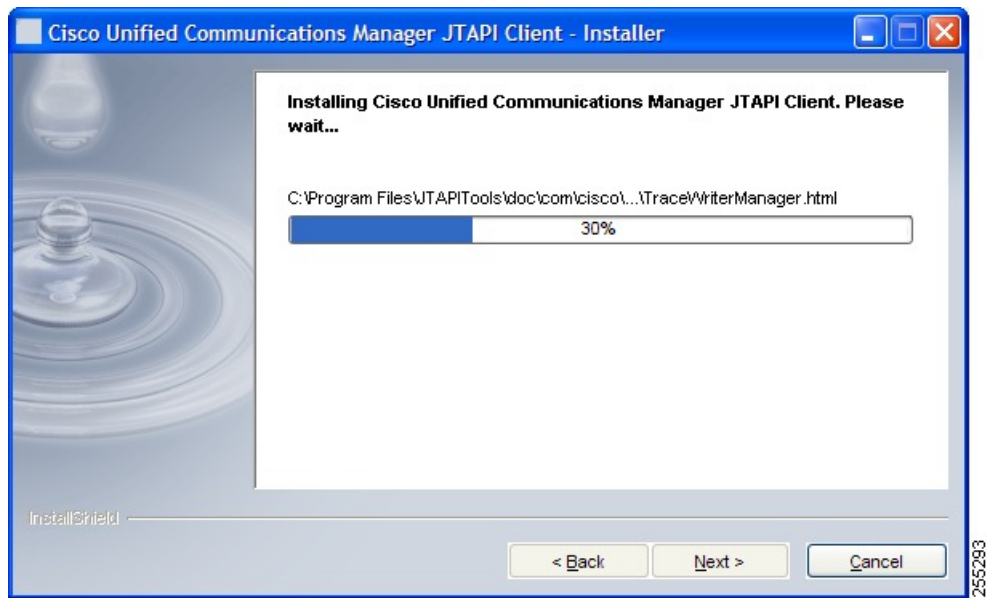 Cisco Unified Communications Manager JTAPI Client - Installer
Installing Cisco Unified Communications Manager JTAPI Client. Please
wait...
C:\Program Files\JTAPITools\doc\com\cisco\...\TraceWriterManager.html
30%
InstallShield
< Back
Next >
Cancel
255293